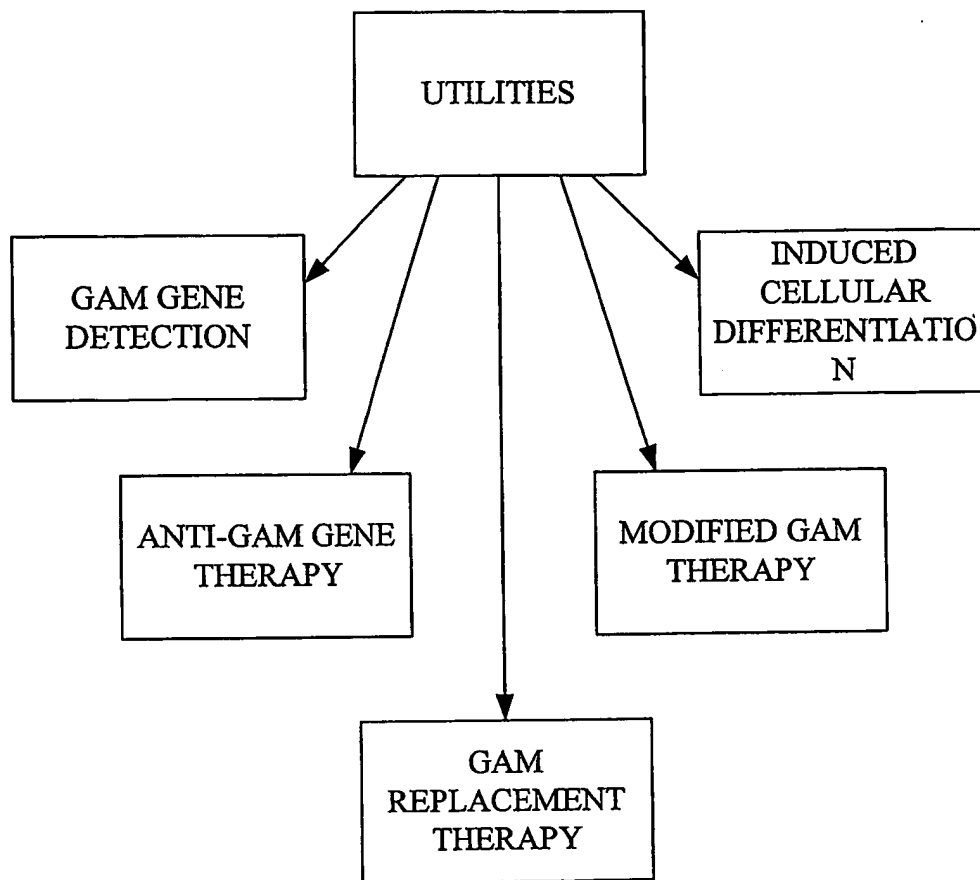 UTILITIES
GAM GENE
DETECTION
INDUCED
CELLULAR
DIFFERENTIATIO
N
ANTI-GAM GENE
THERAPY
MODIFIED GAM
THERAPY
GAM
REPLACEMENT
THERAPY